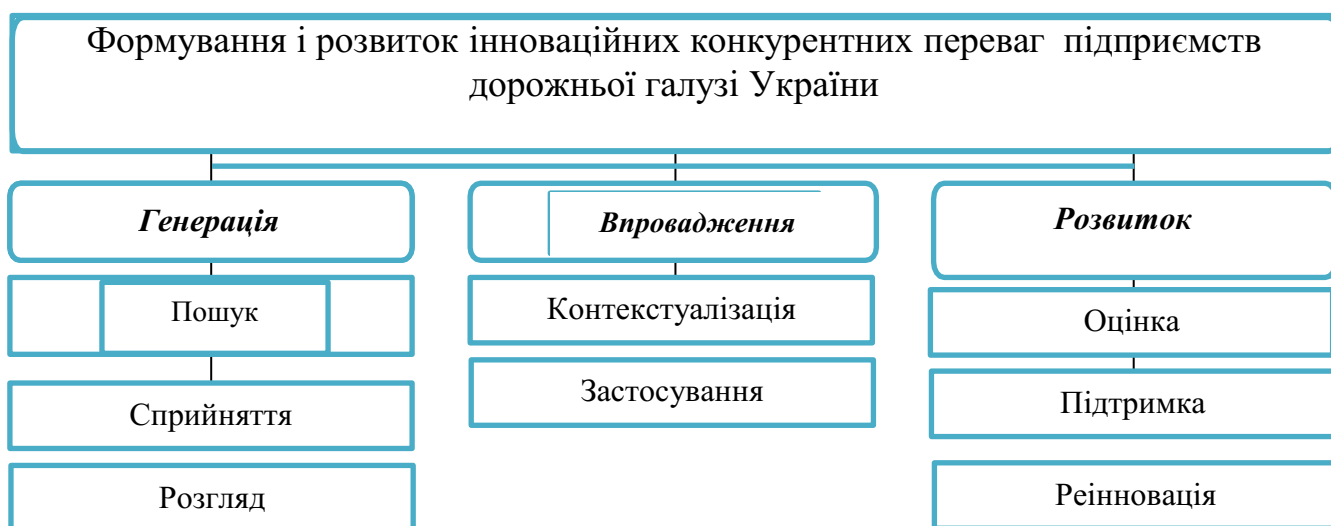 Формування і розвиток інноваційних конкурентних переваг підприємств
дорожньої галузі України
Генерація
Впровадження
Розвиток
Пошук
Контекстуалізація
Оцінка
Сприйняття
Застосування
Підтримка
Розгляд
Реінновація